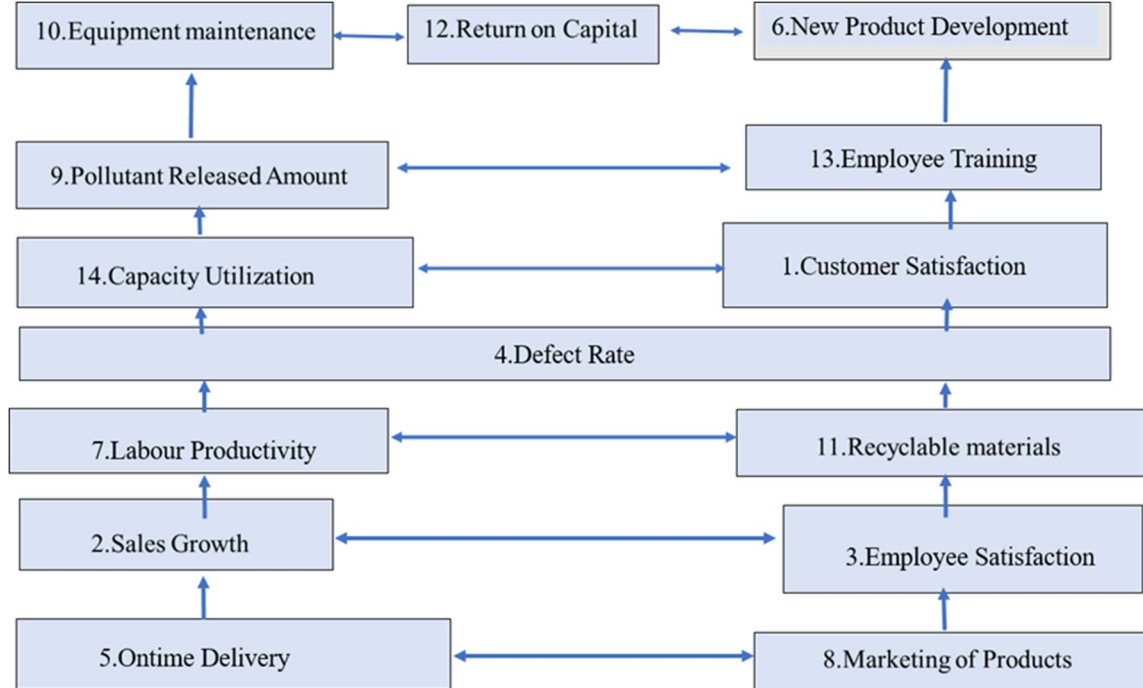 10.Equipment maintenance
12.Return on Capital
6.New Product Development
9.Pollutant Released Amount
13.Employee Training
14.Capacity Utilization
1.Customer Satisfaction
4.Defect Rate
7.Labour Productivity
11.Recyclable materials
2.Sales Growth
3.Employee Satisfaction
5.Ontime Delivery
8.Marketing of Products